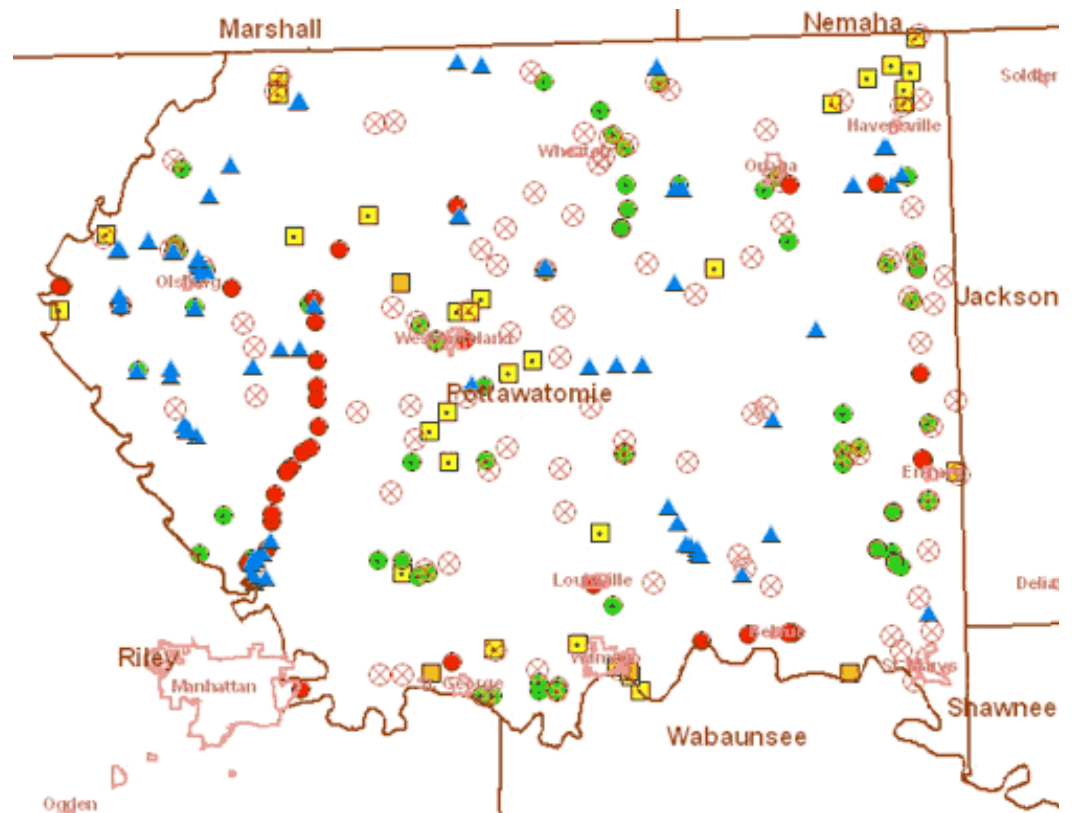 Marshall
Nemaha
Soldier
Havensville
Wheaton
Onaga
Olsburg
Jackson
Westmoreland
Pottawatomie
Emmett
Louisville
Delia
Belvue
Riley
Wamego
St. Marys
Manhattan
St. George
Shawnee
Wabaunsee
Ogden